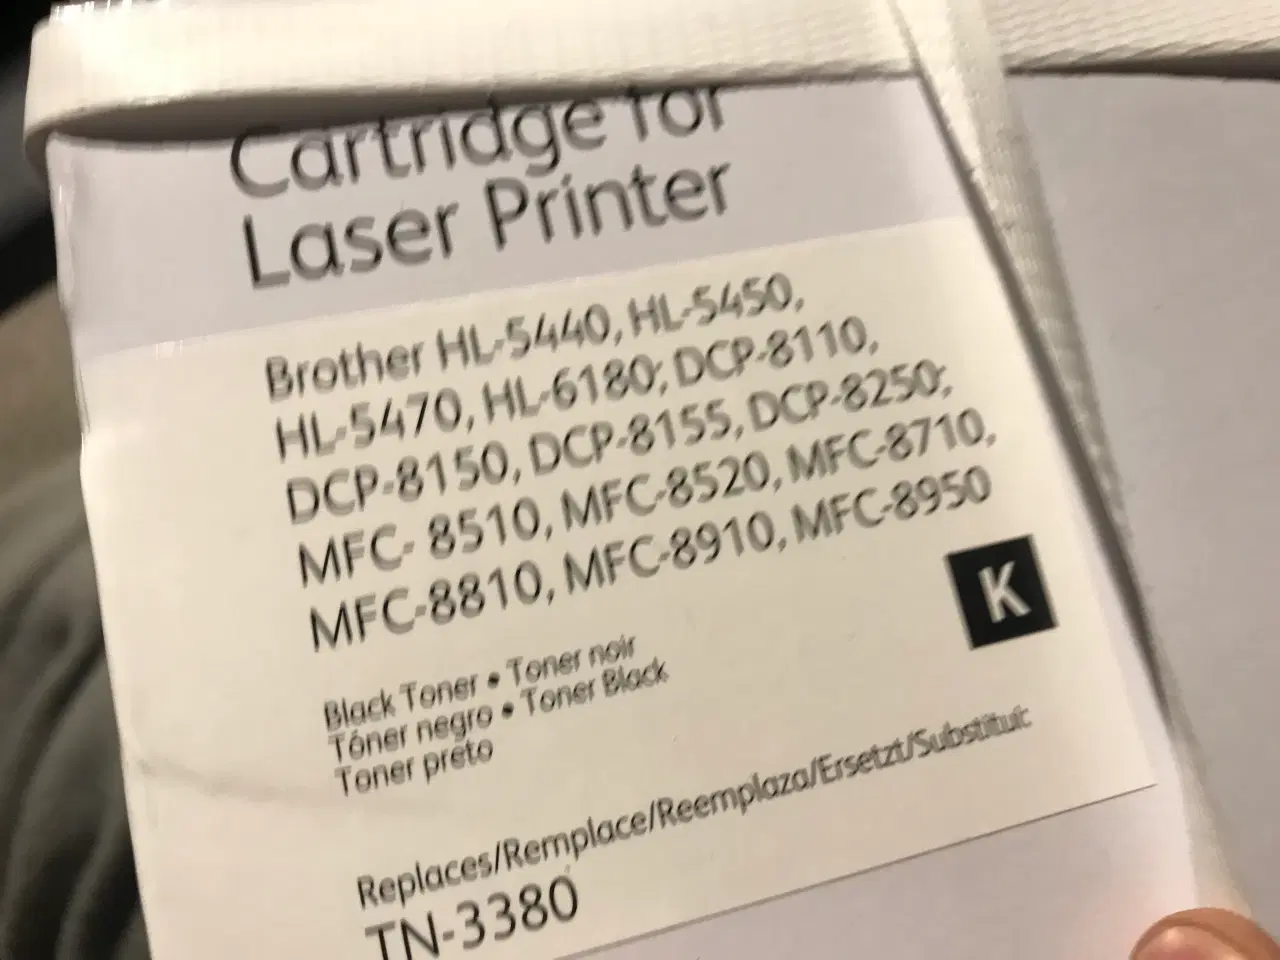 Cartridge for
Laser Printer
Brother HL-5440, HL-5450,
HL-5470, HL-6180; DCP-8110,
DCP-8150, DCP-8155, DCP-8250;
MFC- 8510, MFC-8520, MFC-8710,
MFC-8810, MFC-8910, MFC-8950
K
Black Toner • Toner noir
Tóner negro • Toner Black
Toner preto
Replaces/Remplace/Reemplaza/Ersetzt/Substitui:
TN-3380